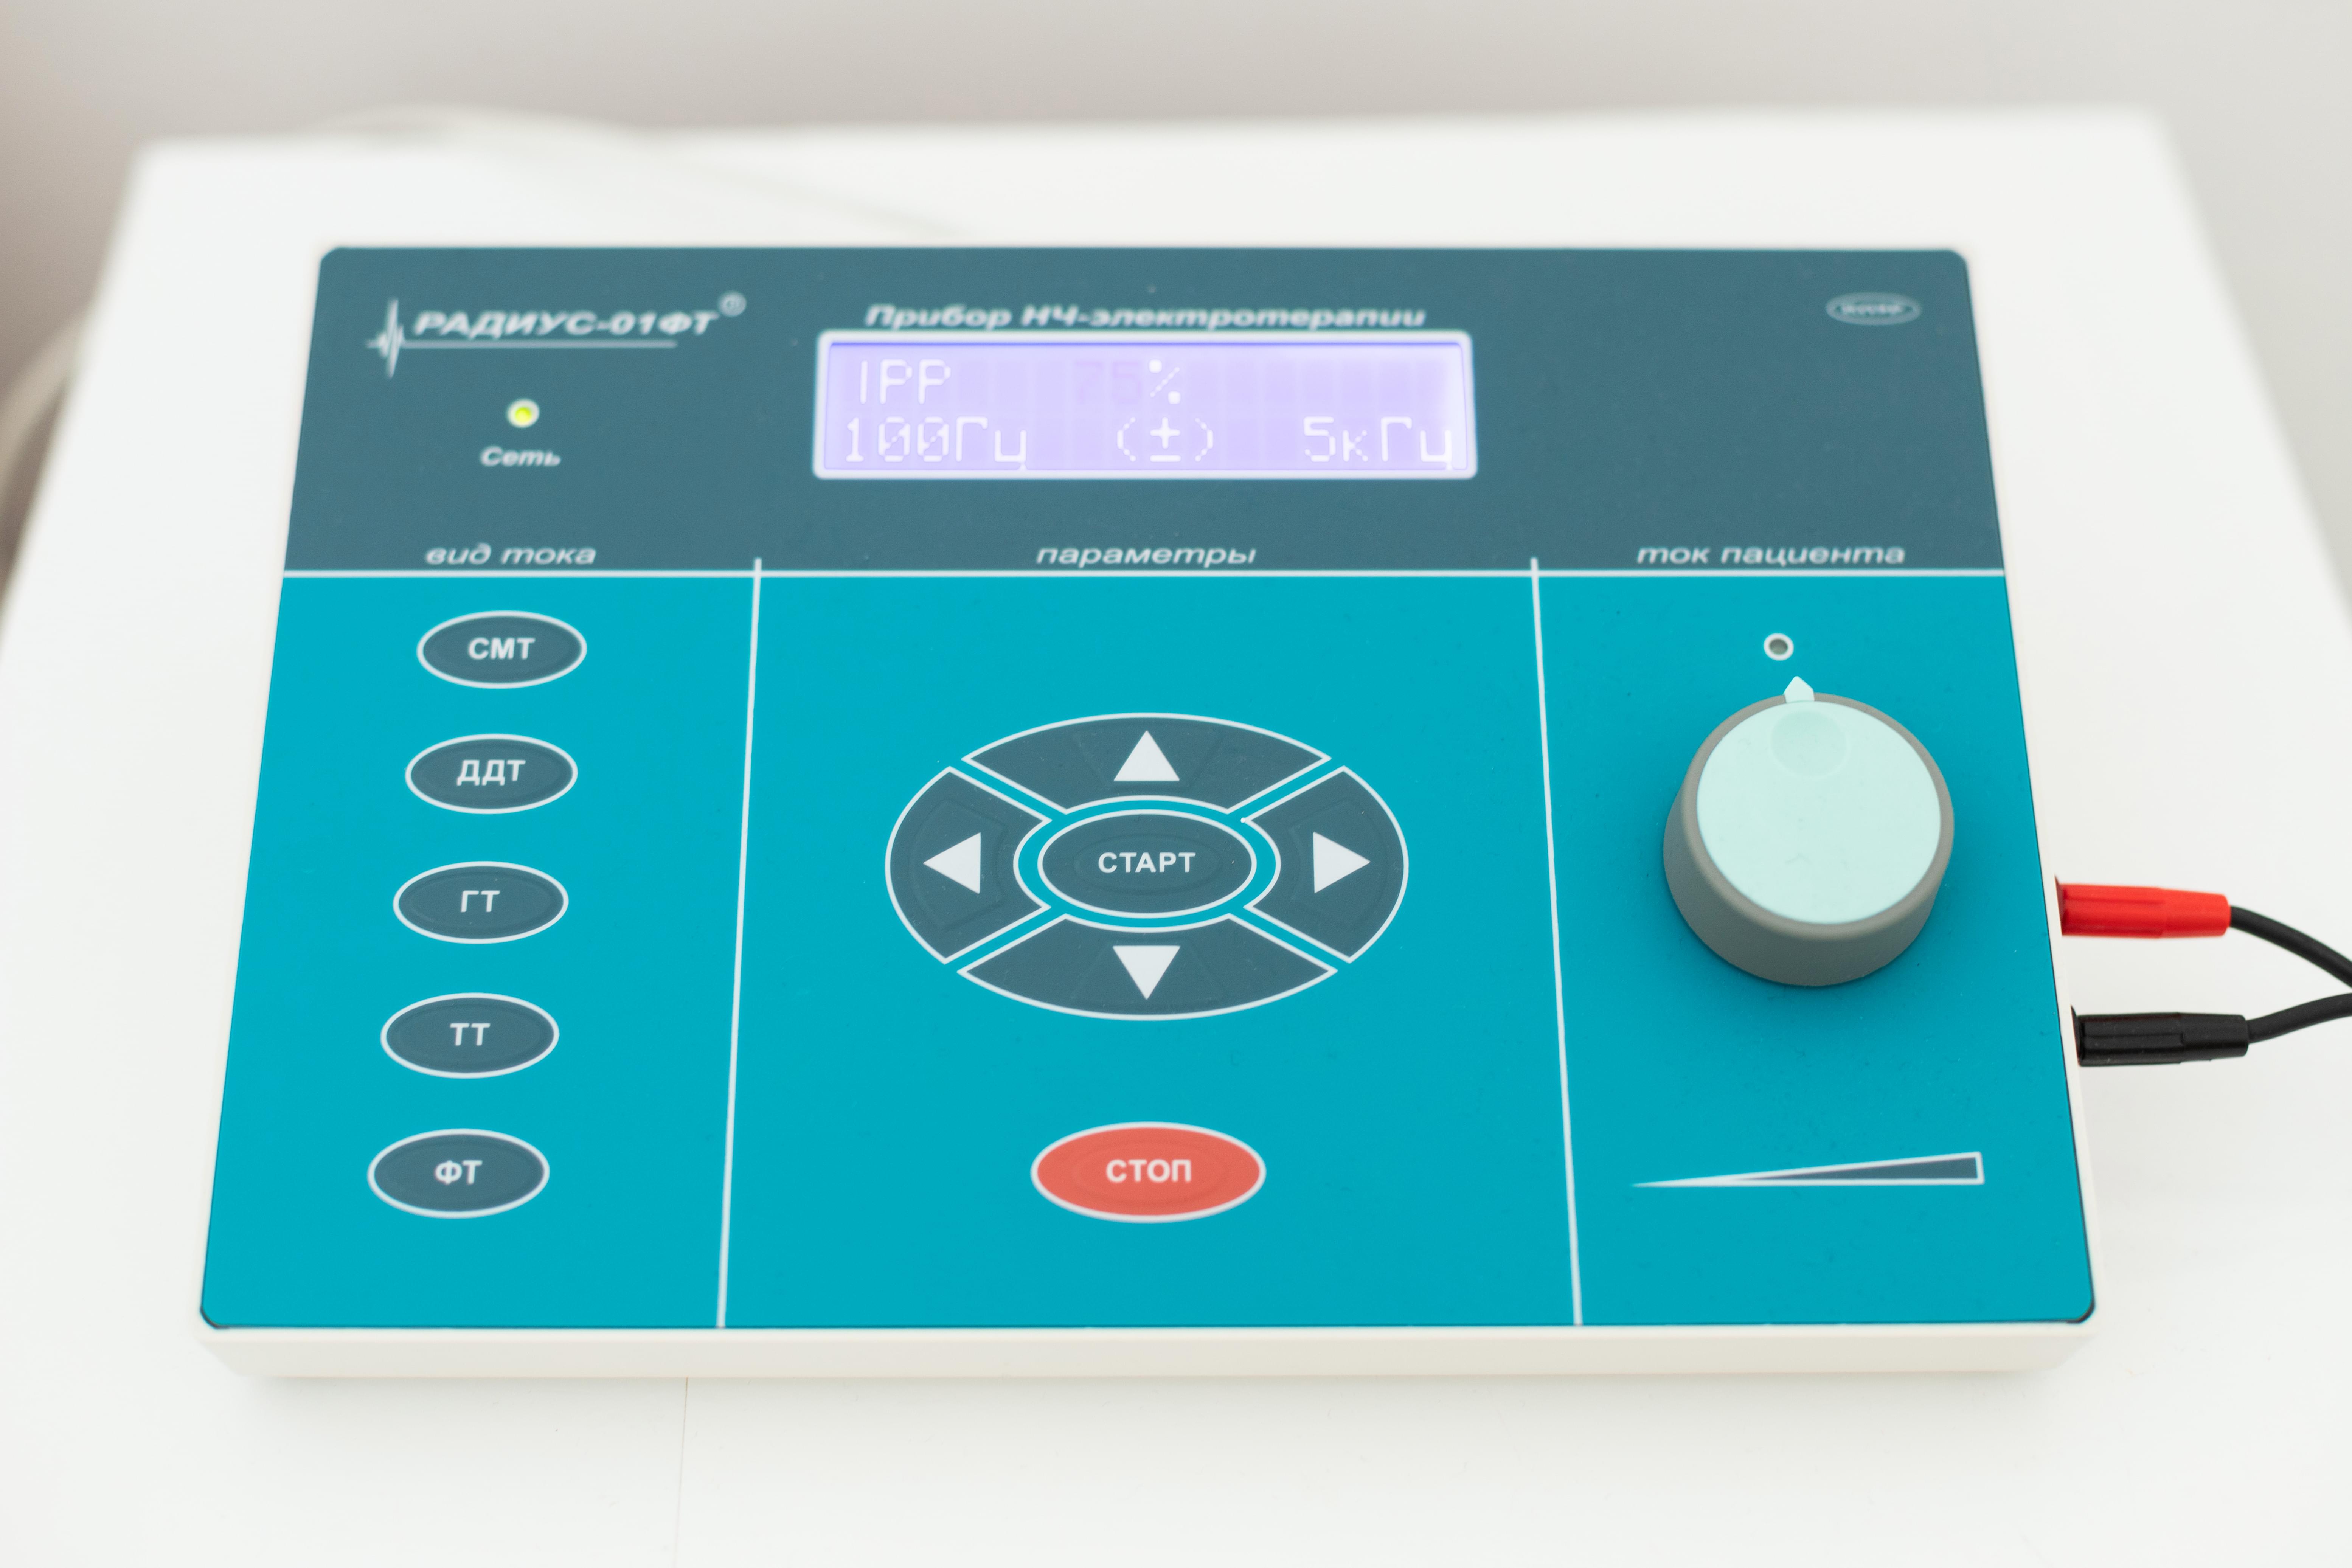 РАДИУС-01ФТ®
Прибор НЧ-электротерапии
IPP 75%
100Гц (±) 5кГц
Сеть
вид тока
параметры
ток пациента
СМТ
ДДТ
ГТ
ТТ
ФТ
СТАРТ
СТОП